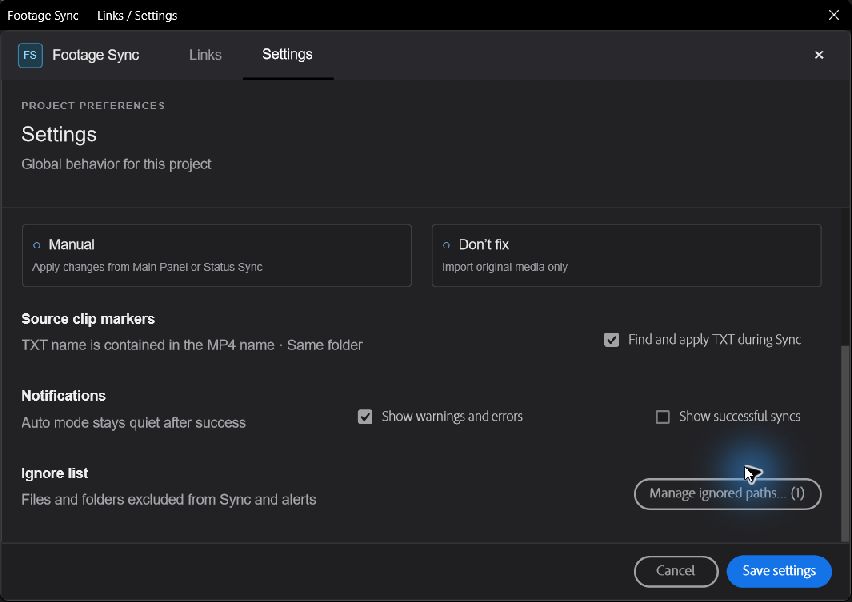 Footage Sync Links / Settings
FS Footage Sync Links Settings
PROJECT PREFERENCES
Settings
Global behavior for this project
Manual Don't fix
Apply changes from Main Panel or Status Sync Import original media only
Source clip markers
TXT name is contained in the MP4 name · Same folder Find and apply TXT during Sync
Notifications
Auto mode stays quiet after success Show warnings and errors Show successful syncs
Ignore list
Files and folders excluded from Sync and alerts Manage ignored paths... (1)
Cancel Save settings